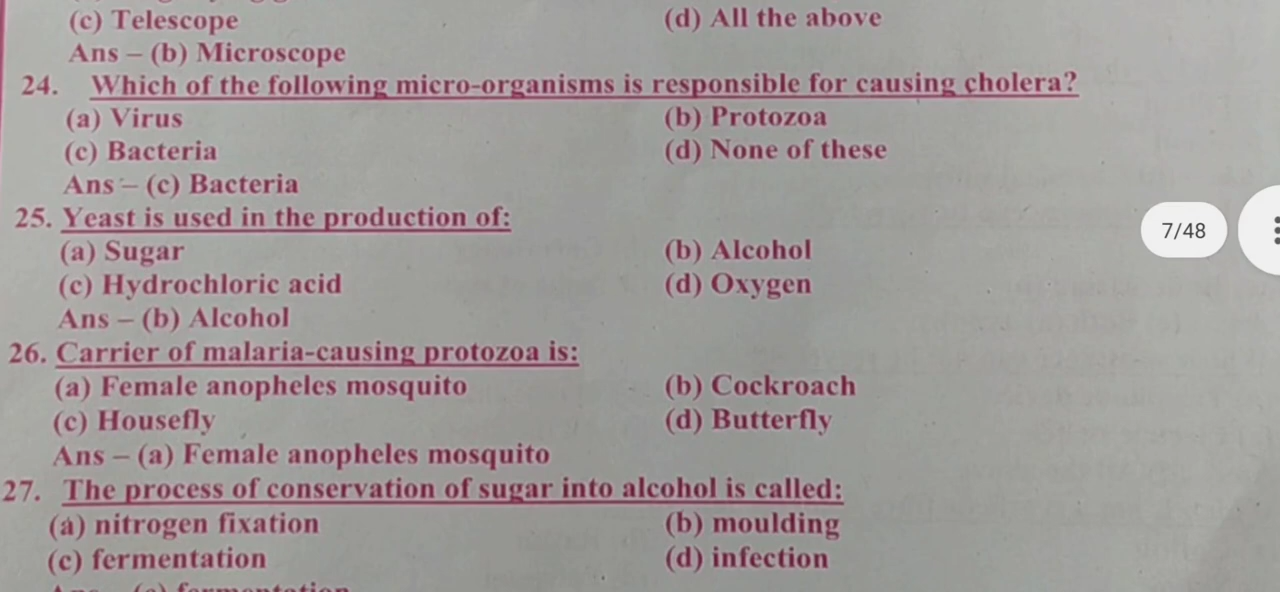 (c) Telescope (d) All the above
Ans – (b) Microscope
24. Which of the following micro-organisms is responsible for causing cholera?
(a) Virus (b) Protozoa
(c) Bacteria (d) None of these
Ans – (c) Bacteria
25. Yeast is used in the production of:
(a) Sugar (b) Alcohol
7/48
(c) Hydrochloric acid (d) Oxygen
Ans – (b) Alcohol
26. Carrier of malaria-causing protozoa is:
(a) Female anopheles mosquito (b) Cockroach
(c) Housefly (d) Butterfly
Ans – (a) Female anopheles mosquito
27. The process of conservation of sugar into alcohol is called:
(a) nitrogen fixation (b) moulding
(c) fermentation (d) infection
Ans – (c) fermentation